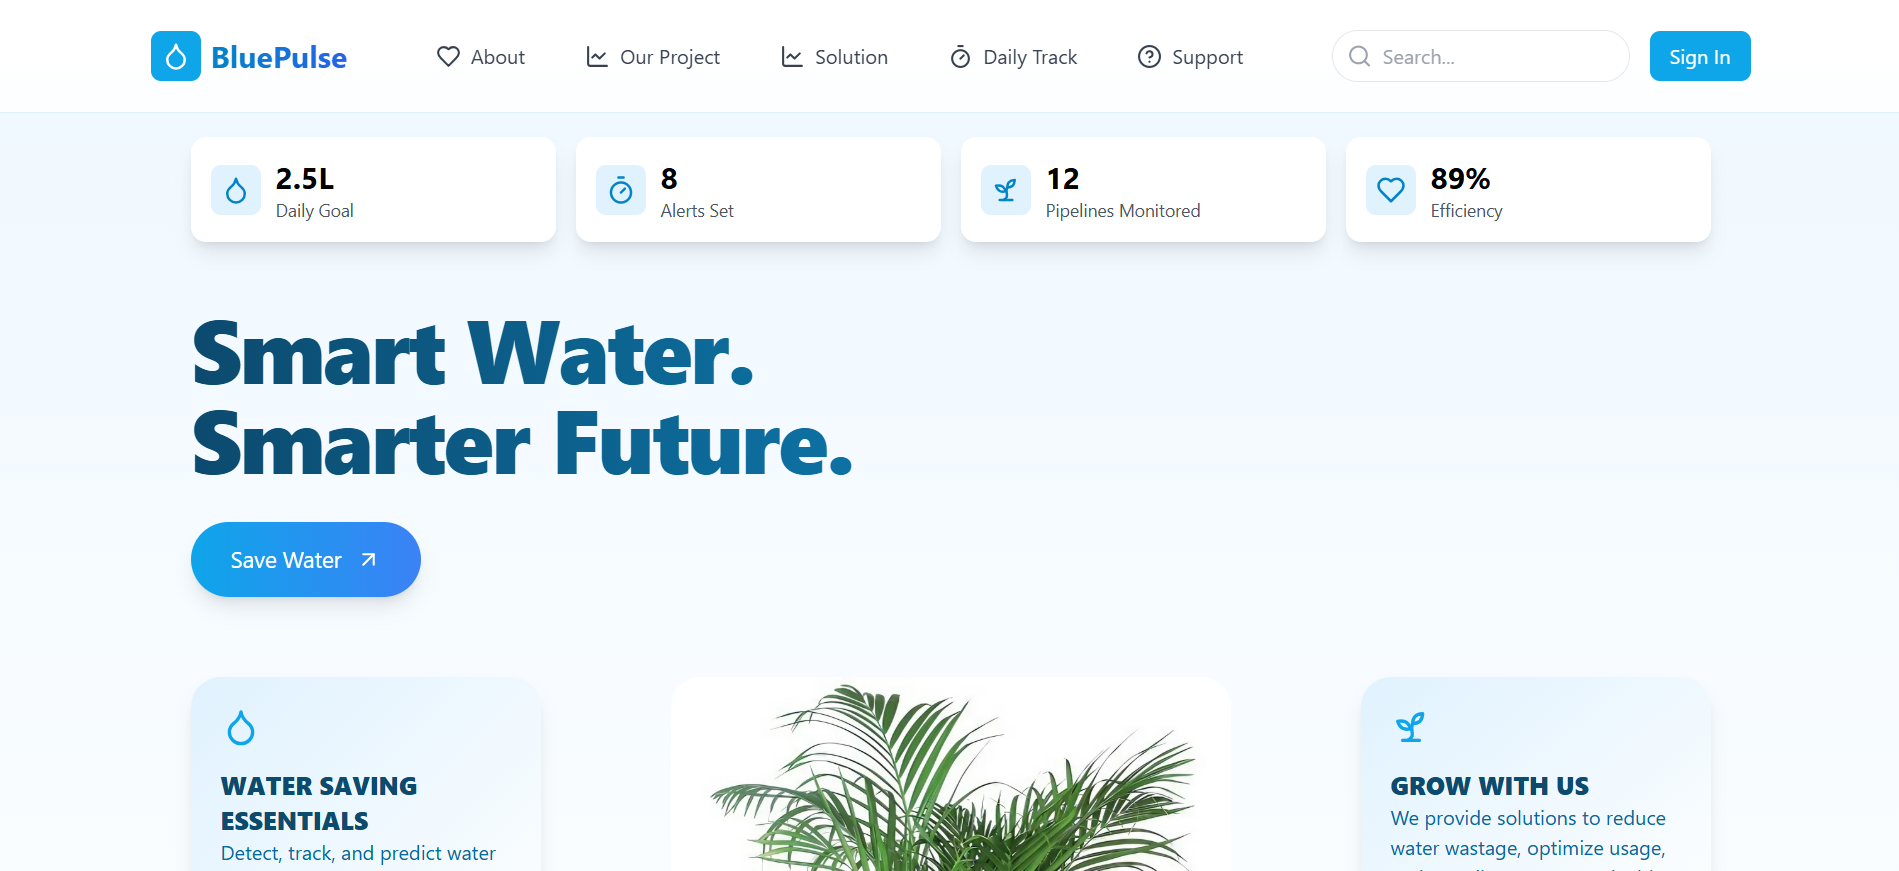 BluePulse
About
Our Project
Solution
Daily Track
Support
Search...
Sign In
2.5L
Daily Goal
8
Alerts Set
12
Pipelines Monitored
89%
Efficiency
Smart Water.
Smarter Future.
Save Water
WATER SAVING
ESSENTIALS
Detect, track, and predict water
GROW WITH US
We provide solutions to reduce
water wastage, optimize usage,